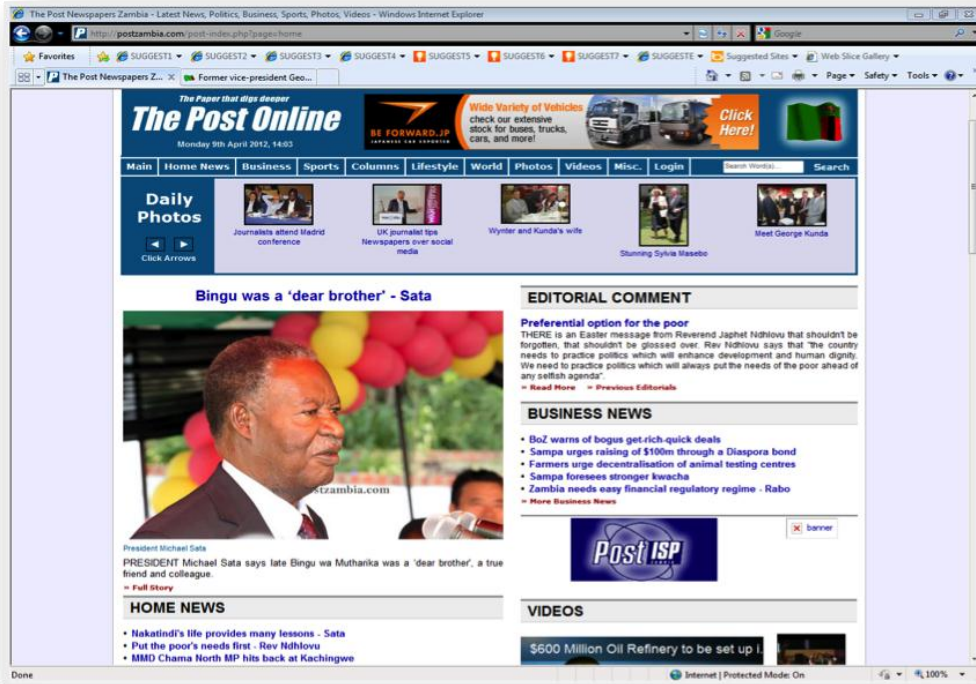 The Post Newspapers Zambia - Latest News, Politics, Business, Sports, Photos, Videos - Windows Internet Explorer
http://postzambia.com/post-index.php?page=home
Google
Favorites SUGGEST1 SUGGEST2 SUGGEST3 SUGGEST4 SUGGEST5 SUGGEST6 SUGGEST7 SUGGESTE Suggested Sites Web Slice Gallery
The Post Newspapers Z... X Former vice-president Geo...
Page Safety Tools
The Paper that digs deeper
The Post Online
Monday 9th April 2012, 14:03
BE FORWARD.JP
JAPANESE CAR EXPORTER
Wide Variety of Vehicles
check our extensive
stock for buses, trucks,
cars, and more!
Click
Here!
Main Home News Business Sports Columns Lifestyle World Photos Videos Misc. Login Search Word(s)... Search
Daily
Photos
Click Arrows
Journalists attend Madrid
conference
UK journalist tips
Newspapers over social
media
Wynter and Kunda's wife
Stunning Sylvia Masebo
Meet George Kunda
Bingu was a 'dear brother' - Sata
stzambia.com
President Michael Sata
PRESIDENT Michael Sata says late Bingu wa Mutharika was a 'dear brother', a true
friend and colleague.
» Full Story
HOME NEWS
• Nakatindi's life provides many lessons - Sata
• Put the poor's needs first - Rev Ndhlovu
• MMD Chama North MP hits back at Kachingwe
EDITORIAL COMMENT
Preferential option for the poor
THERE is an Easter message from Reverend Japhet Ndhlovu that shouldn't be
forgotten, that shouldn't be glossed over. Rev Ndhlovu says that "the country
needs to practice politics which will enhance development and human dignity.
We need to practice politics which will always put the needs of the poor ahead of
any selfish agenda".
» Read More » Previous Editorials
BUSINESS NEWS
• BoZ warns of bogus get-rich-quick deals
• Sampa urges raising of $100m through a Diaspora bond
• Farmers urge decentralisation of animal testing centres
• Sampa foresees stronger kwacha
• Zambia needs easy financial regulatory regime - Rabo
» More Business News
Post ISP
banner
VIDEOS
$600 Million Oil Refinery to be set up i..
Done
Internet | Protected Mode: On
100%